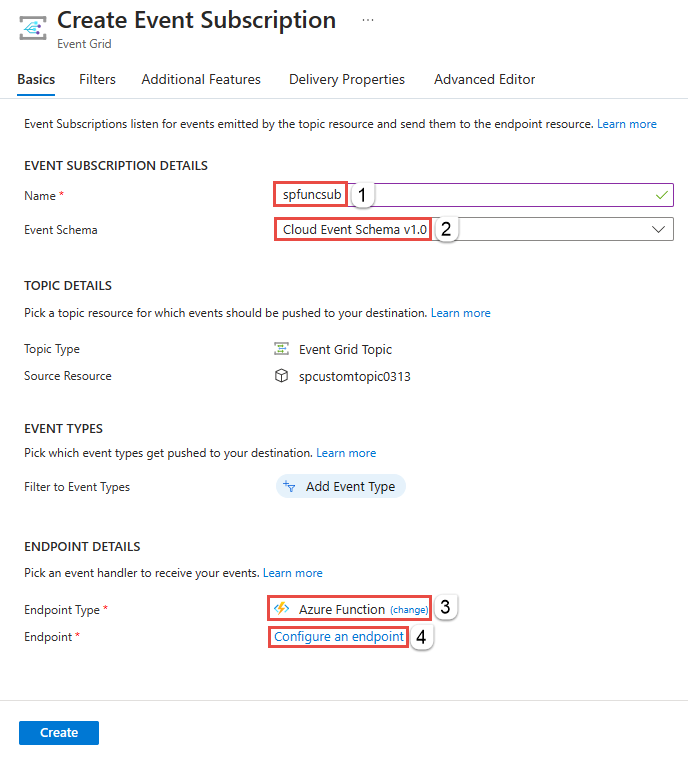 Create Event Subscription ...
Event Grid
Basics Filters Additional Features Delivery Properties Advanced Editor
Event Subscriptions listen for events emitted by the topic resource and send them to the endpoint resource. Learn more
EVENT SUBSCRIPTION DETAILS
Name * spfuncsub 1
Event Schema Cloud Event Schema v1.0 2
TOPIC DETAILS
Pick a topic resource for which events should be pushed to your destination. Learn more
Topic Type Event Grid Topic
Source Resource spcustomtopic0313
EVENT TYPES
Pick which event types get pushed to your destination. Learn more
Filter to Event Types Add Event Type
ENDPOINT DETAILS
Pick an event handler to receive your events. Learn more
Endpoint Type * Azure Function (change) 3
Endpoint * Configure an endpoint 4
Create